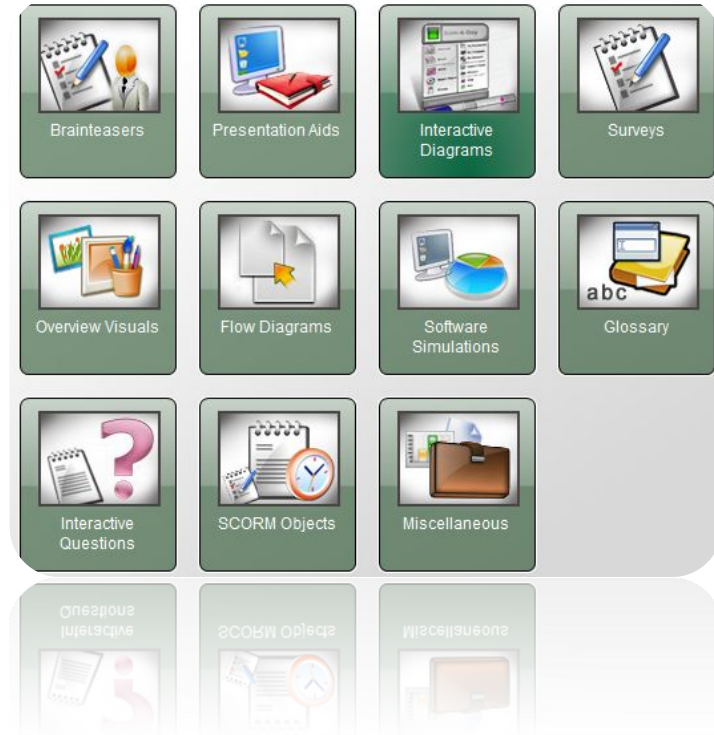 Brainteasers
Presentation Aids
Interactive
Diagrams
Surveys
Overview Visuals
Flow Diagrams
Software
Simulations
abc
Glossary
Interactive
Questions
SCORM Objects
Miscellaneous